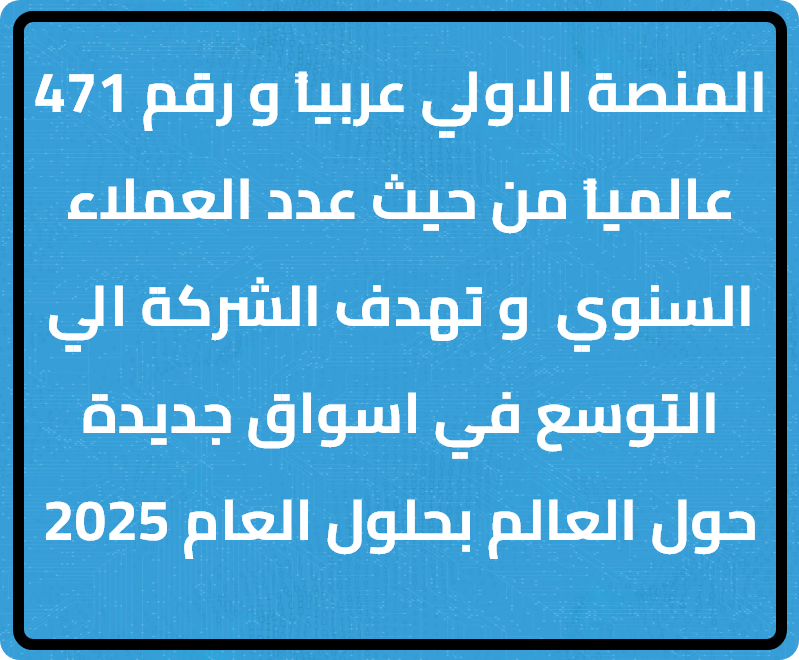 المنصة الاولي عربياً و رقم 471
عالمياً من حيث عدد العملاء
السنوي و تهدف الشركة الي
التوسع في اسواق جديدة
حول العالم بحلول العام 2025